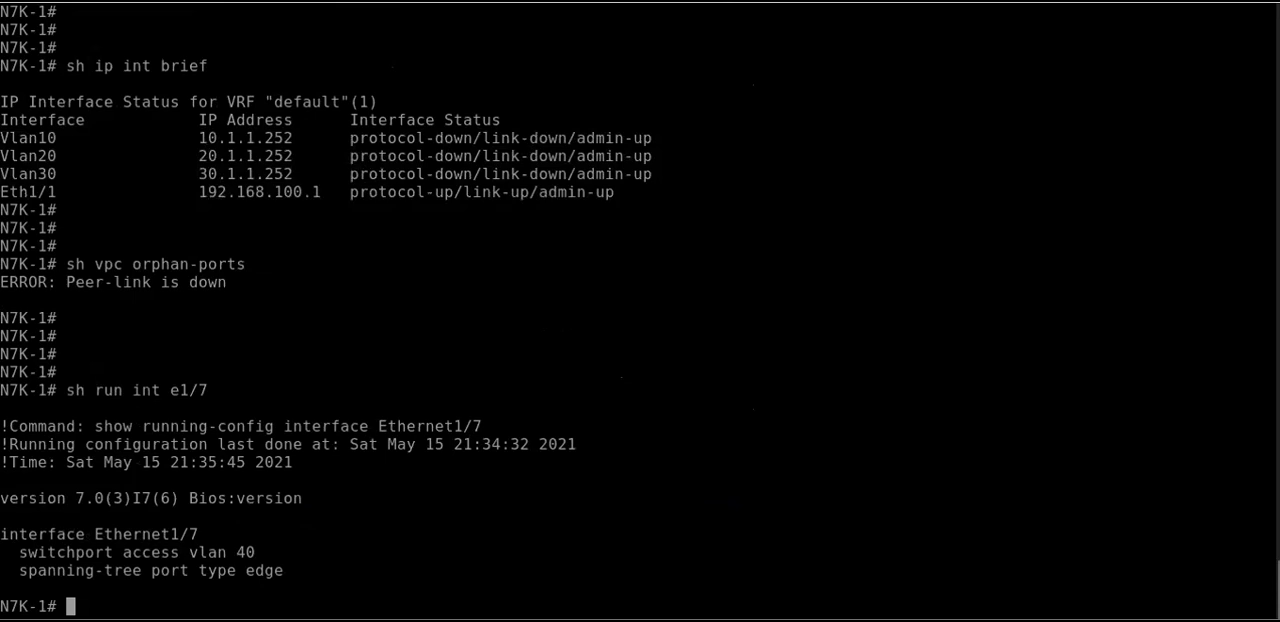 N7K-1#
N7K-1#
N7K-1#
N7K-1# sh ip int brief
IP Interface Status for VRF "default"(1)
Interface            IP Address      Interface Status
Vlan10               10.1.1.252      protocol-down/link-down/admin-up
Vlan20               20.1.1.252      protocol-down/link-down/admin-up
Vlan30               30.1.1.252      protocol-down/link-down/admin-up
Eth1/1               192.168.100.1   protocol-up/link-up/admin-up
N7K-1#
N7K-1#
N7K-1#
N7K-1# sh vpc orphan-ports
ERROR: Peer-link is down
N7K-1#
N7K-1#
N7K-1#
N7K-1#
N7K-1# sh run int e1/7
!Command: show running-config interface Ethernet1/7
!Running configuration last done at: Sat May 15 21:34:32 2021
!Time: Sat May 15 21:35:45 2021
version 7.0(3)I7(6) Bios:version
interface Ethernet1/7
  switchport access vlan 40
  spanning-tree port type edge
N7K-1#